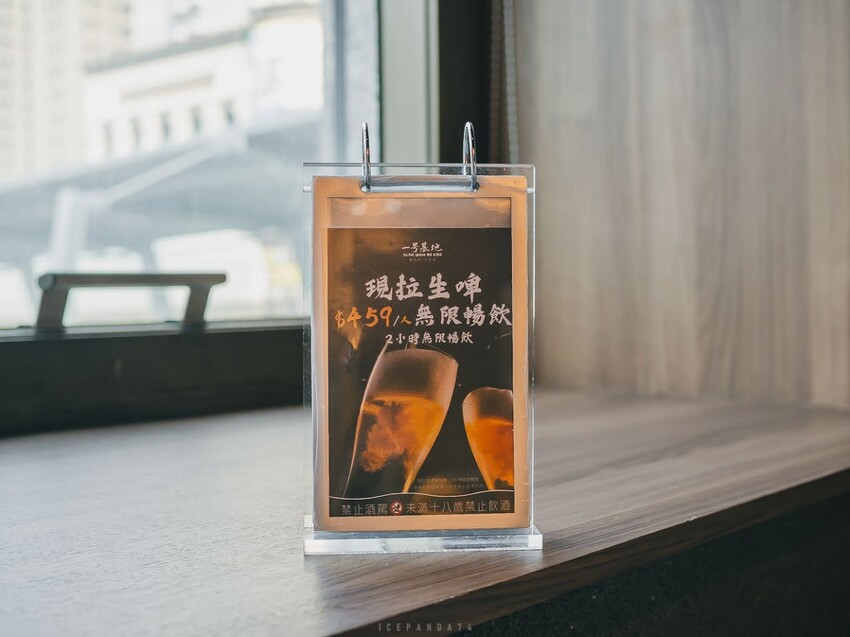 一号基地
現拉生啤
$459/人無限暢飲
2小時無限暢飲
禁止酒駕 未滿十八歲禁止飲酒
ICEPANDA74